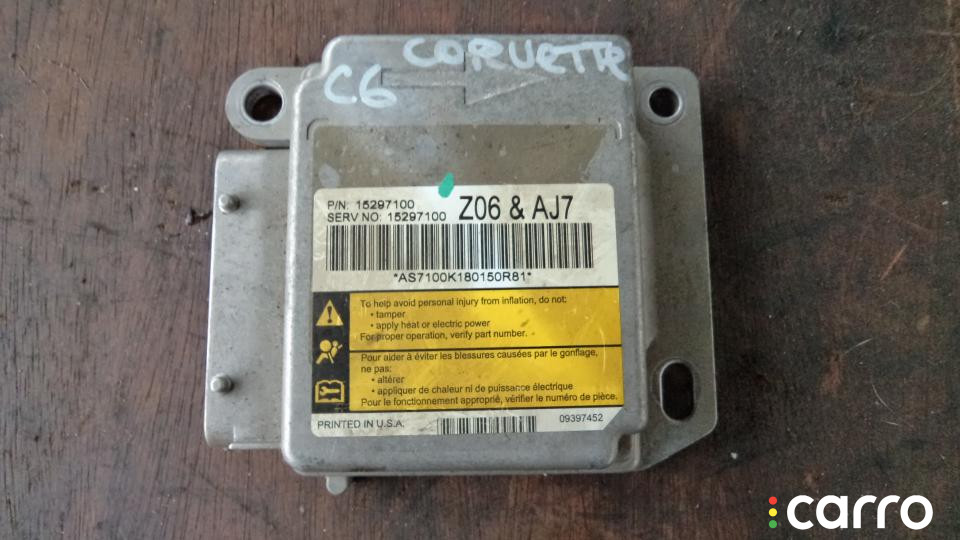 CORVETTE
C6
P/N: 15297100
SERV NO: 15297100
Z06 & AJ7
*AS7100K180150R81*
To help avoid personal injury from inflation, do not:
• tamper
• apply heat or electric power
For proper operation, verify part number.
Pour aider à éviter les blessures causées par le gonflage,
ne pas:
• altérer
• appliquer de chaleur ni de puissance électrique
Pour le fonctionnement approprié, vérifier le numéro de pièce.
PRINTED IN U.S.A.
09397452
carro